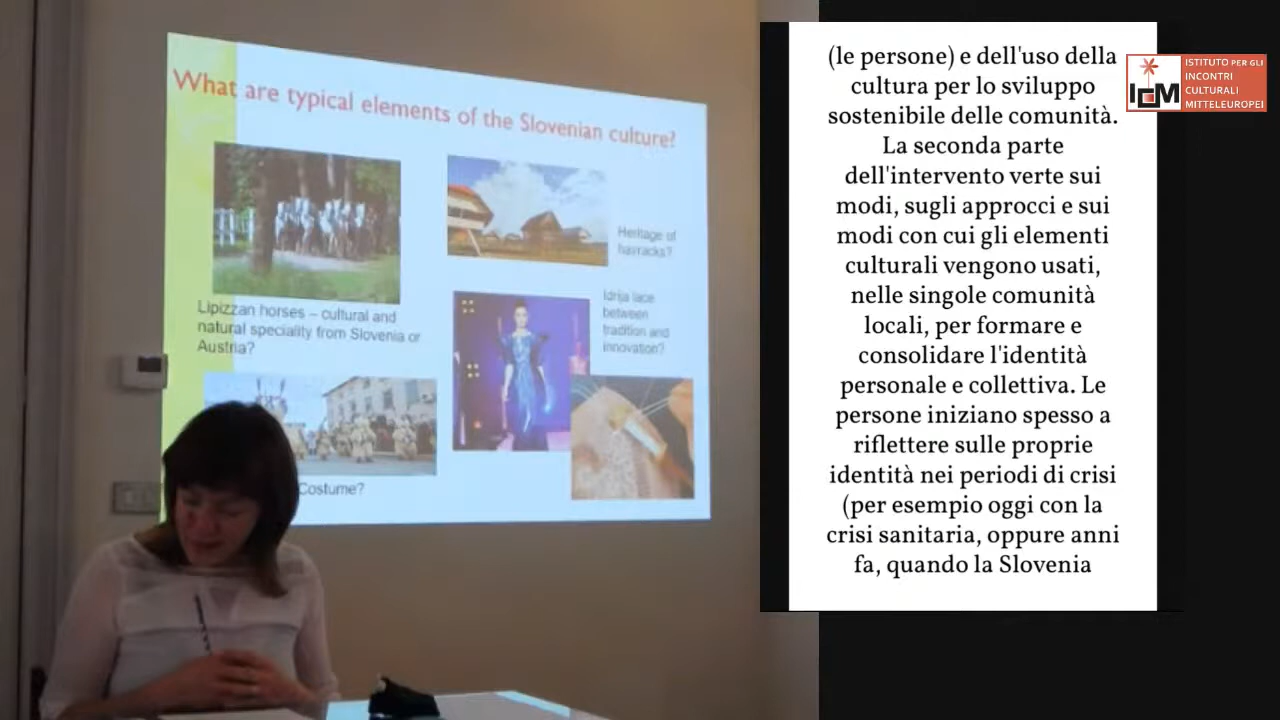 What are typical elements of the Slovenian culture?
Heritage of
hayracks?
Lipizzan horses – cultural and
natural speciality from Slovenia or
Austria?
Idrija lace
between
tradition and
innovation?
Costume?
(le persone) e dell'uso della
cultura per lo sviluppo
sostenibile delle comunità.
La seconda parte
dell'intervento verte sui
modi, sugli approcci e sui
modi con cui gli elementi
culturali vengono usati,
nelle singole comunità
locali, per formare e
consolidare l'identità
personale e collettiva. Le
persone iniziano spesso a
riflettere sulle proprie
identità nei periodi di crisi
(per esempio oggi con la
crisi sanitaria, oppure anni
fa, quando la Slovenia
ICM
ISTITUTO PER GLI
INCONTRI
CULTURALI
MITTELEUROPEI